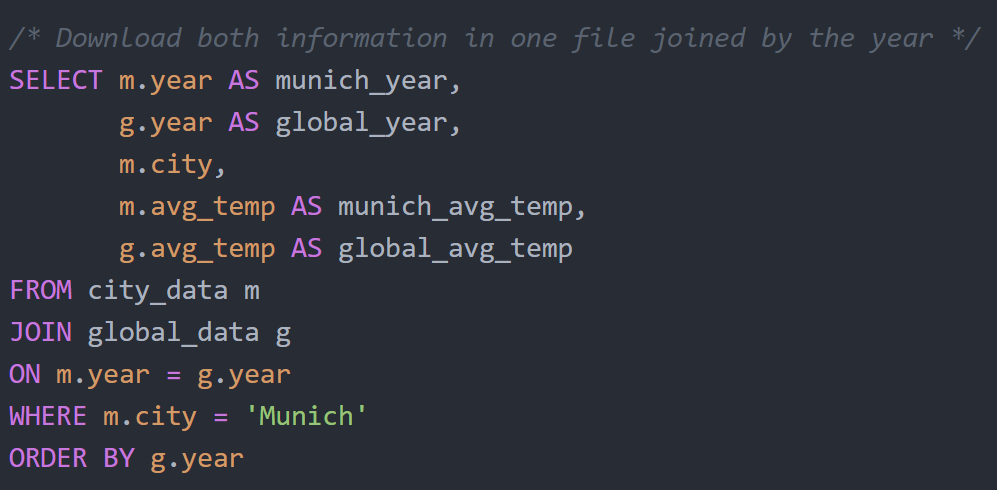 /* Download both information in one file joined by the year */
SELECT m.year AS munich_year,
       g.year AS global_year,
       m.city,
       m.avg_temp AS munich_avg_temp,
       g.avg_temp AS global_avg_temp
FROM city_data m
JOIN global_data g
ON m.year = g.year
WHERE m.city = 'Munich'
ORDER BY g.year